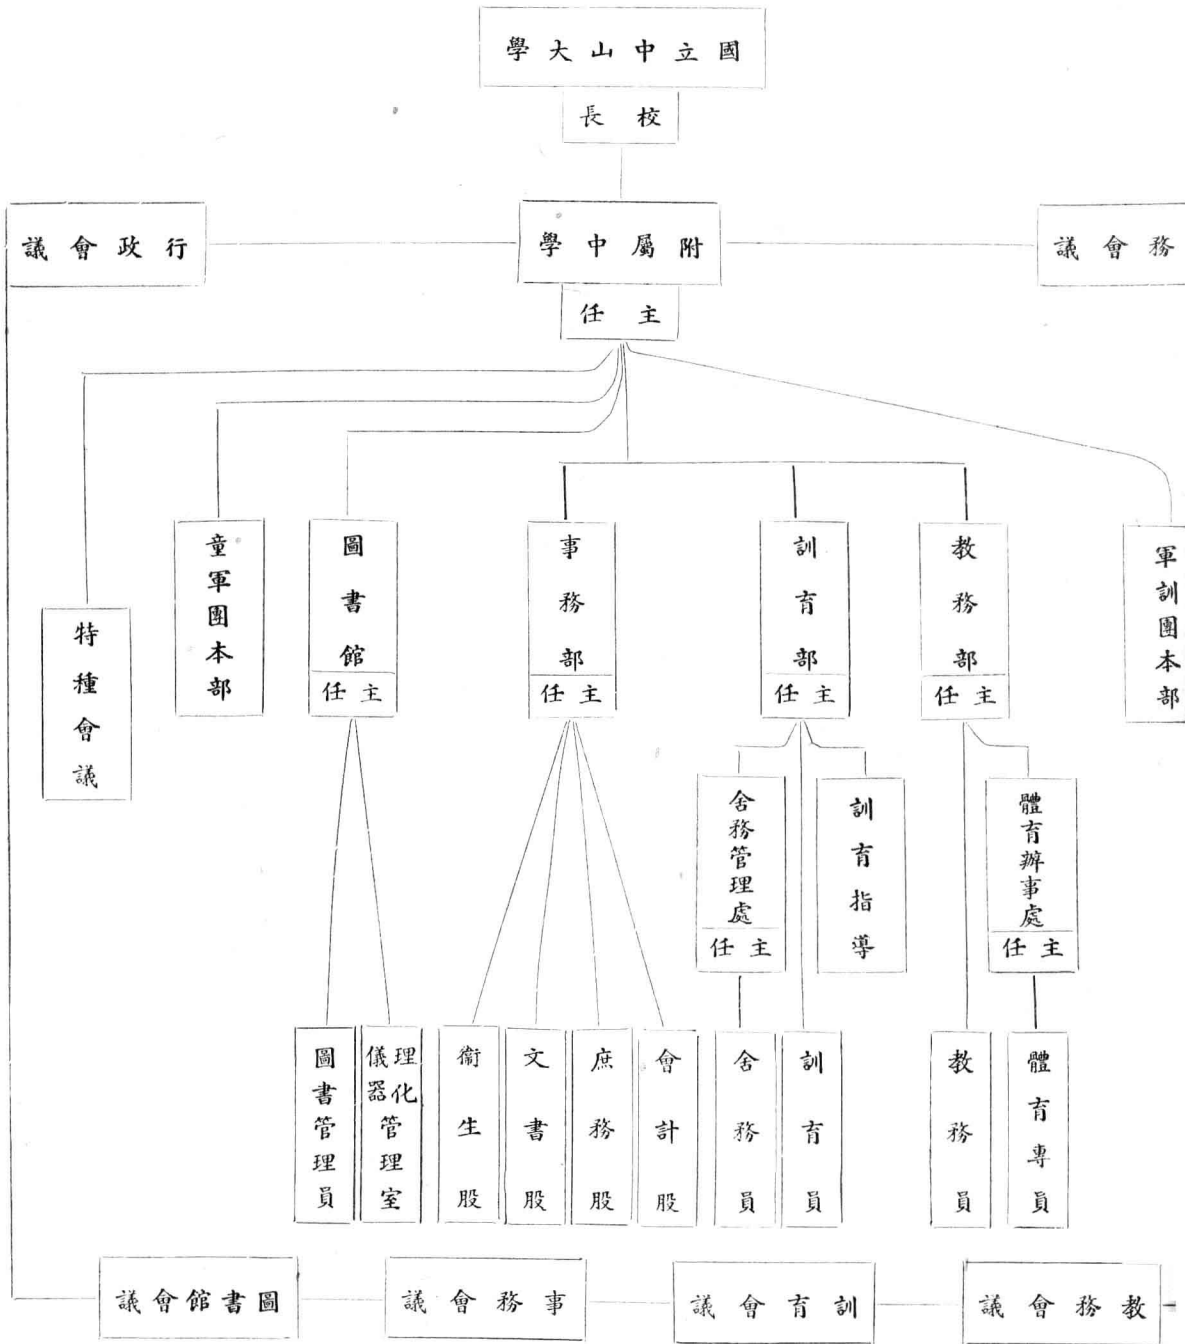 國立中山大學
校長
務會議
附屬中學
行政會議
主任
軍訓團本部
教務部
主任
訓育部
主任
事務部
主任
圖書館
主任
童軍團本部
特種會議
體育辦事處
主任
訓育指導
舍務管理處
主任
體育專員
教務員
訓育員
舍務員
會計股
庶務股
文書股
衛生股
理化儀器管理室
圖書管理員
教務會議
訓育會議
事務會議
圖書館會議